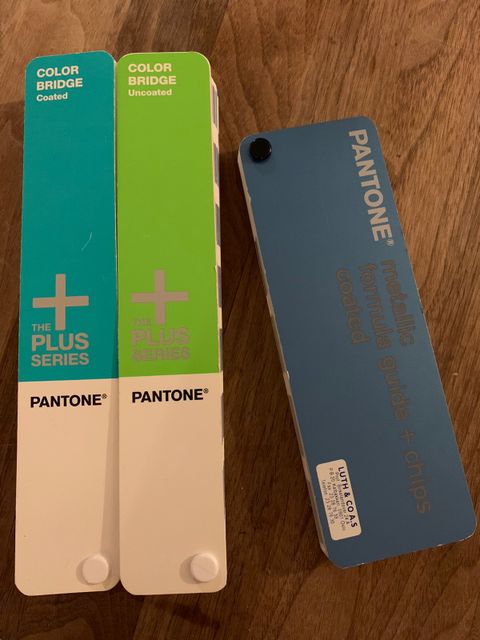 COLOR
BRIDGE
Coated
THE
PLUS
SERIES
PANTONE®
COLOR
BRIDGE
Uncoated
THE
PLUS
SERIES
PANTONE®
PANTONE®
metallic
formula guide + chips
coated
LUTH & CO A.S